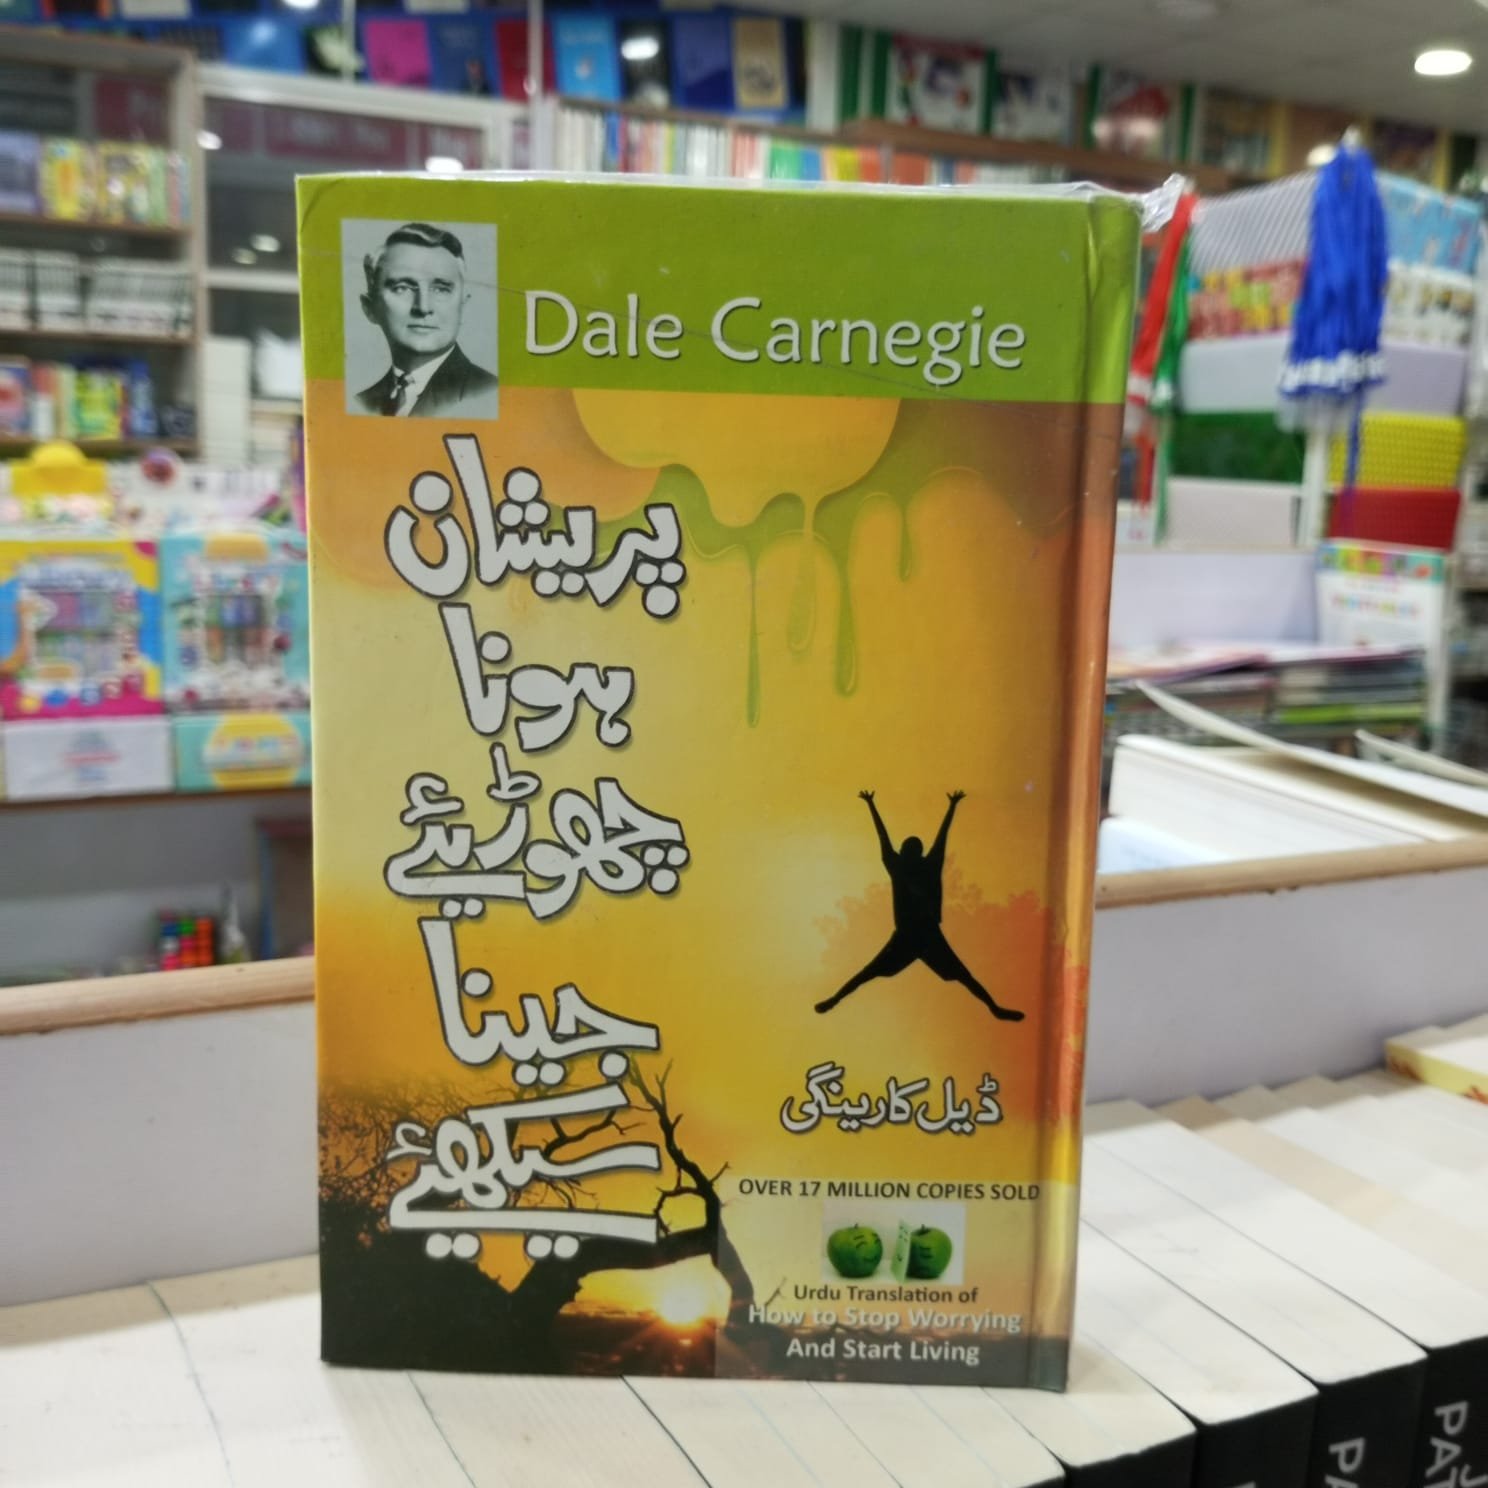 Dale Carnegie
پریشان
ہونا
چھوڑیئے
جینا
سیکھیئے
ڈیل کارینگی
OVER 17 MILLION COPIES SOLD
Urdu Translation of
How to Stop Worrying
And Start Living